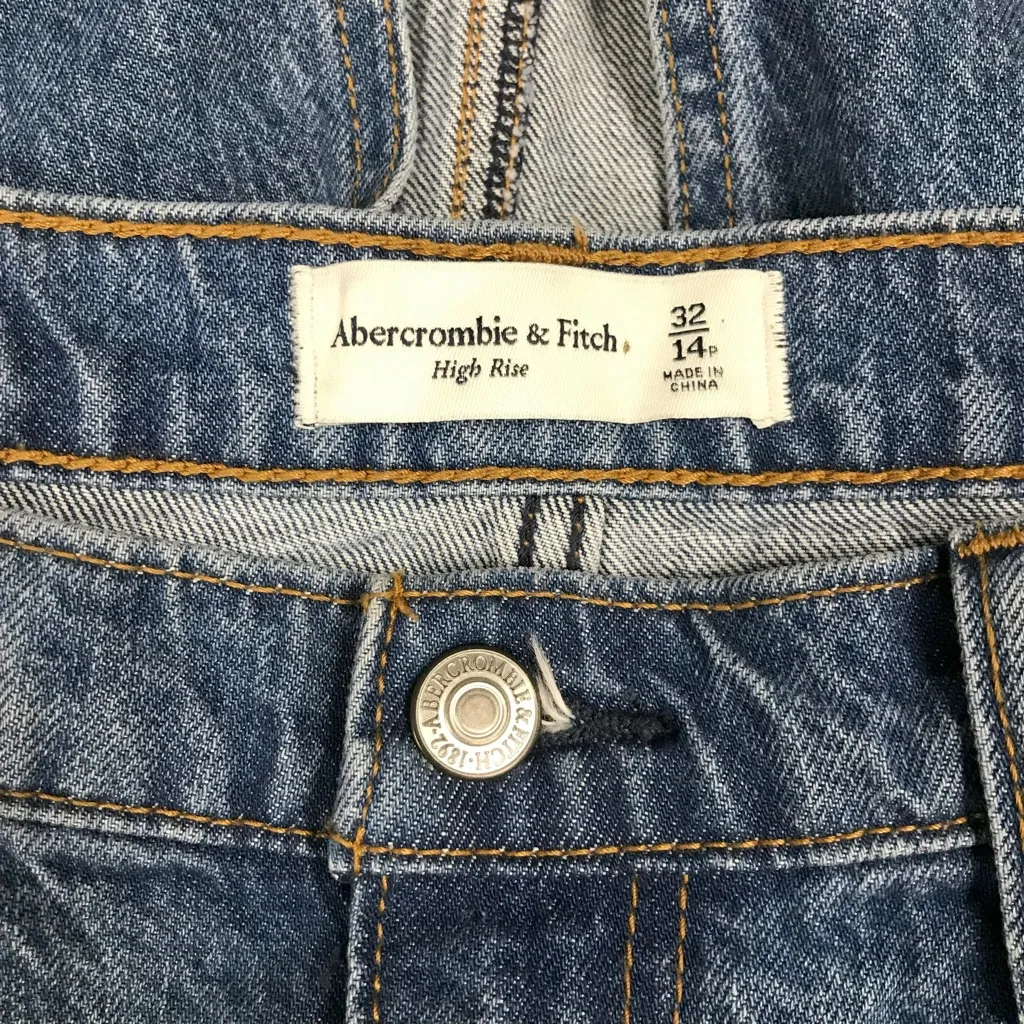 Abercrombie & Fitch
High Rise
32
14P
MADE IN
CHINA
ABERCROMBIE & FITCH · 1892 ·